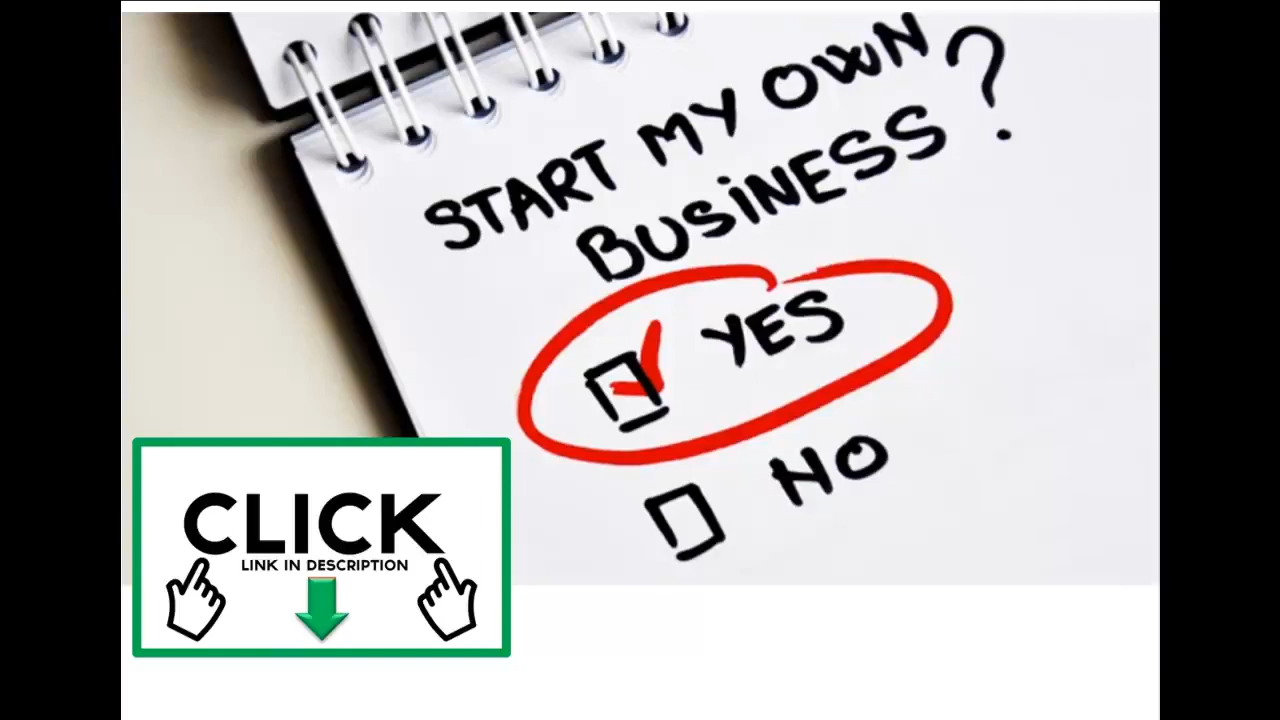 START MY OWN
BUSINESS?
YES
NO
CLICK
LINK IN DESCRIPTION